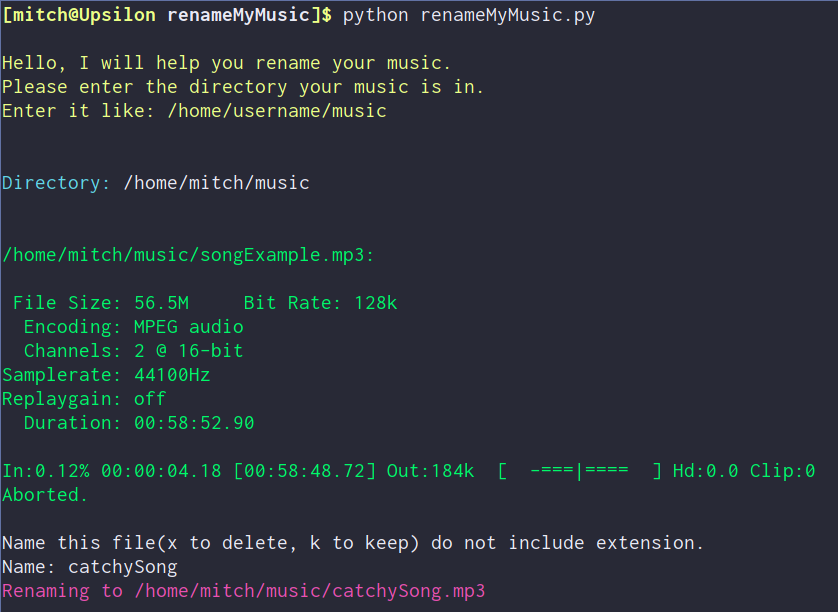 [mitch@Upsilon renameMyMusic]$ python renameMyMusic.py
Hello, I will help you rename your music.
Please enter the directory your music is in.
Enter it like: /home/username/music
Directory: /home/mitch/music
/home/mitch/music/songExample.mp3:
File Size: 56.5M     Bit Rate: 128k
Encoding: MPEG audio
Channels: 2 @ 16-bit
Samplerate: 44100Hz
Replaygain: off
Duration: 00:58:52.90
In:0.12% 00:00:04.18 [00:58:48.72] Out:184k  [  -===|====  ] Hd:0.0 Clip:0
Aborted.
Name this file(x to delete, k to keep) do not include extension.
Name: catchySong
Renaming to /home/mitch/music/catchySong.mp3